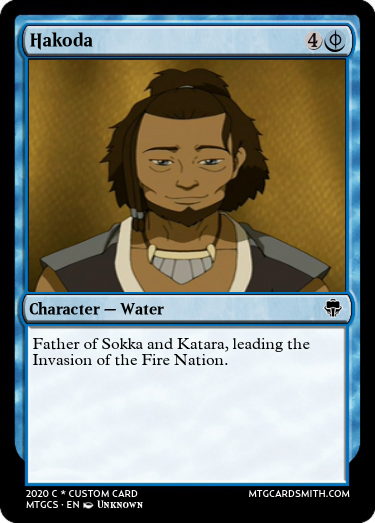 Hakoda 4
Character — Water
Father of Sokka and Katara, leading the
Invasion of the Fire Nation.
2020 C * CUSTOM CARD MTGCARDSMITH.COM
MTGCS · EN Unknown